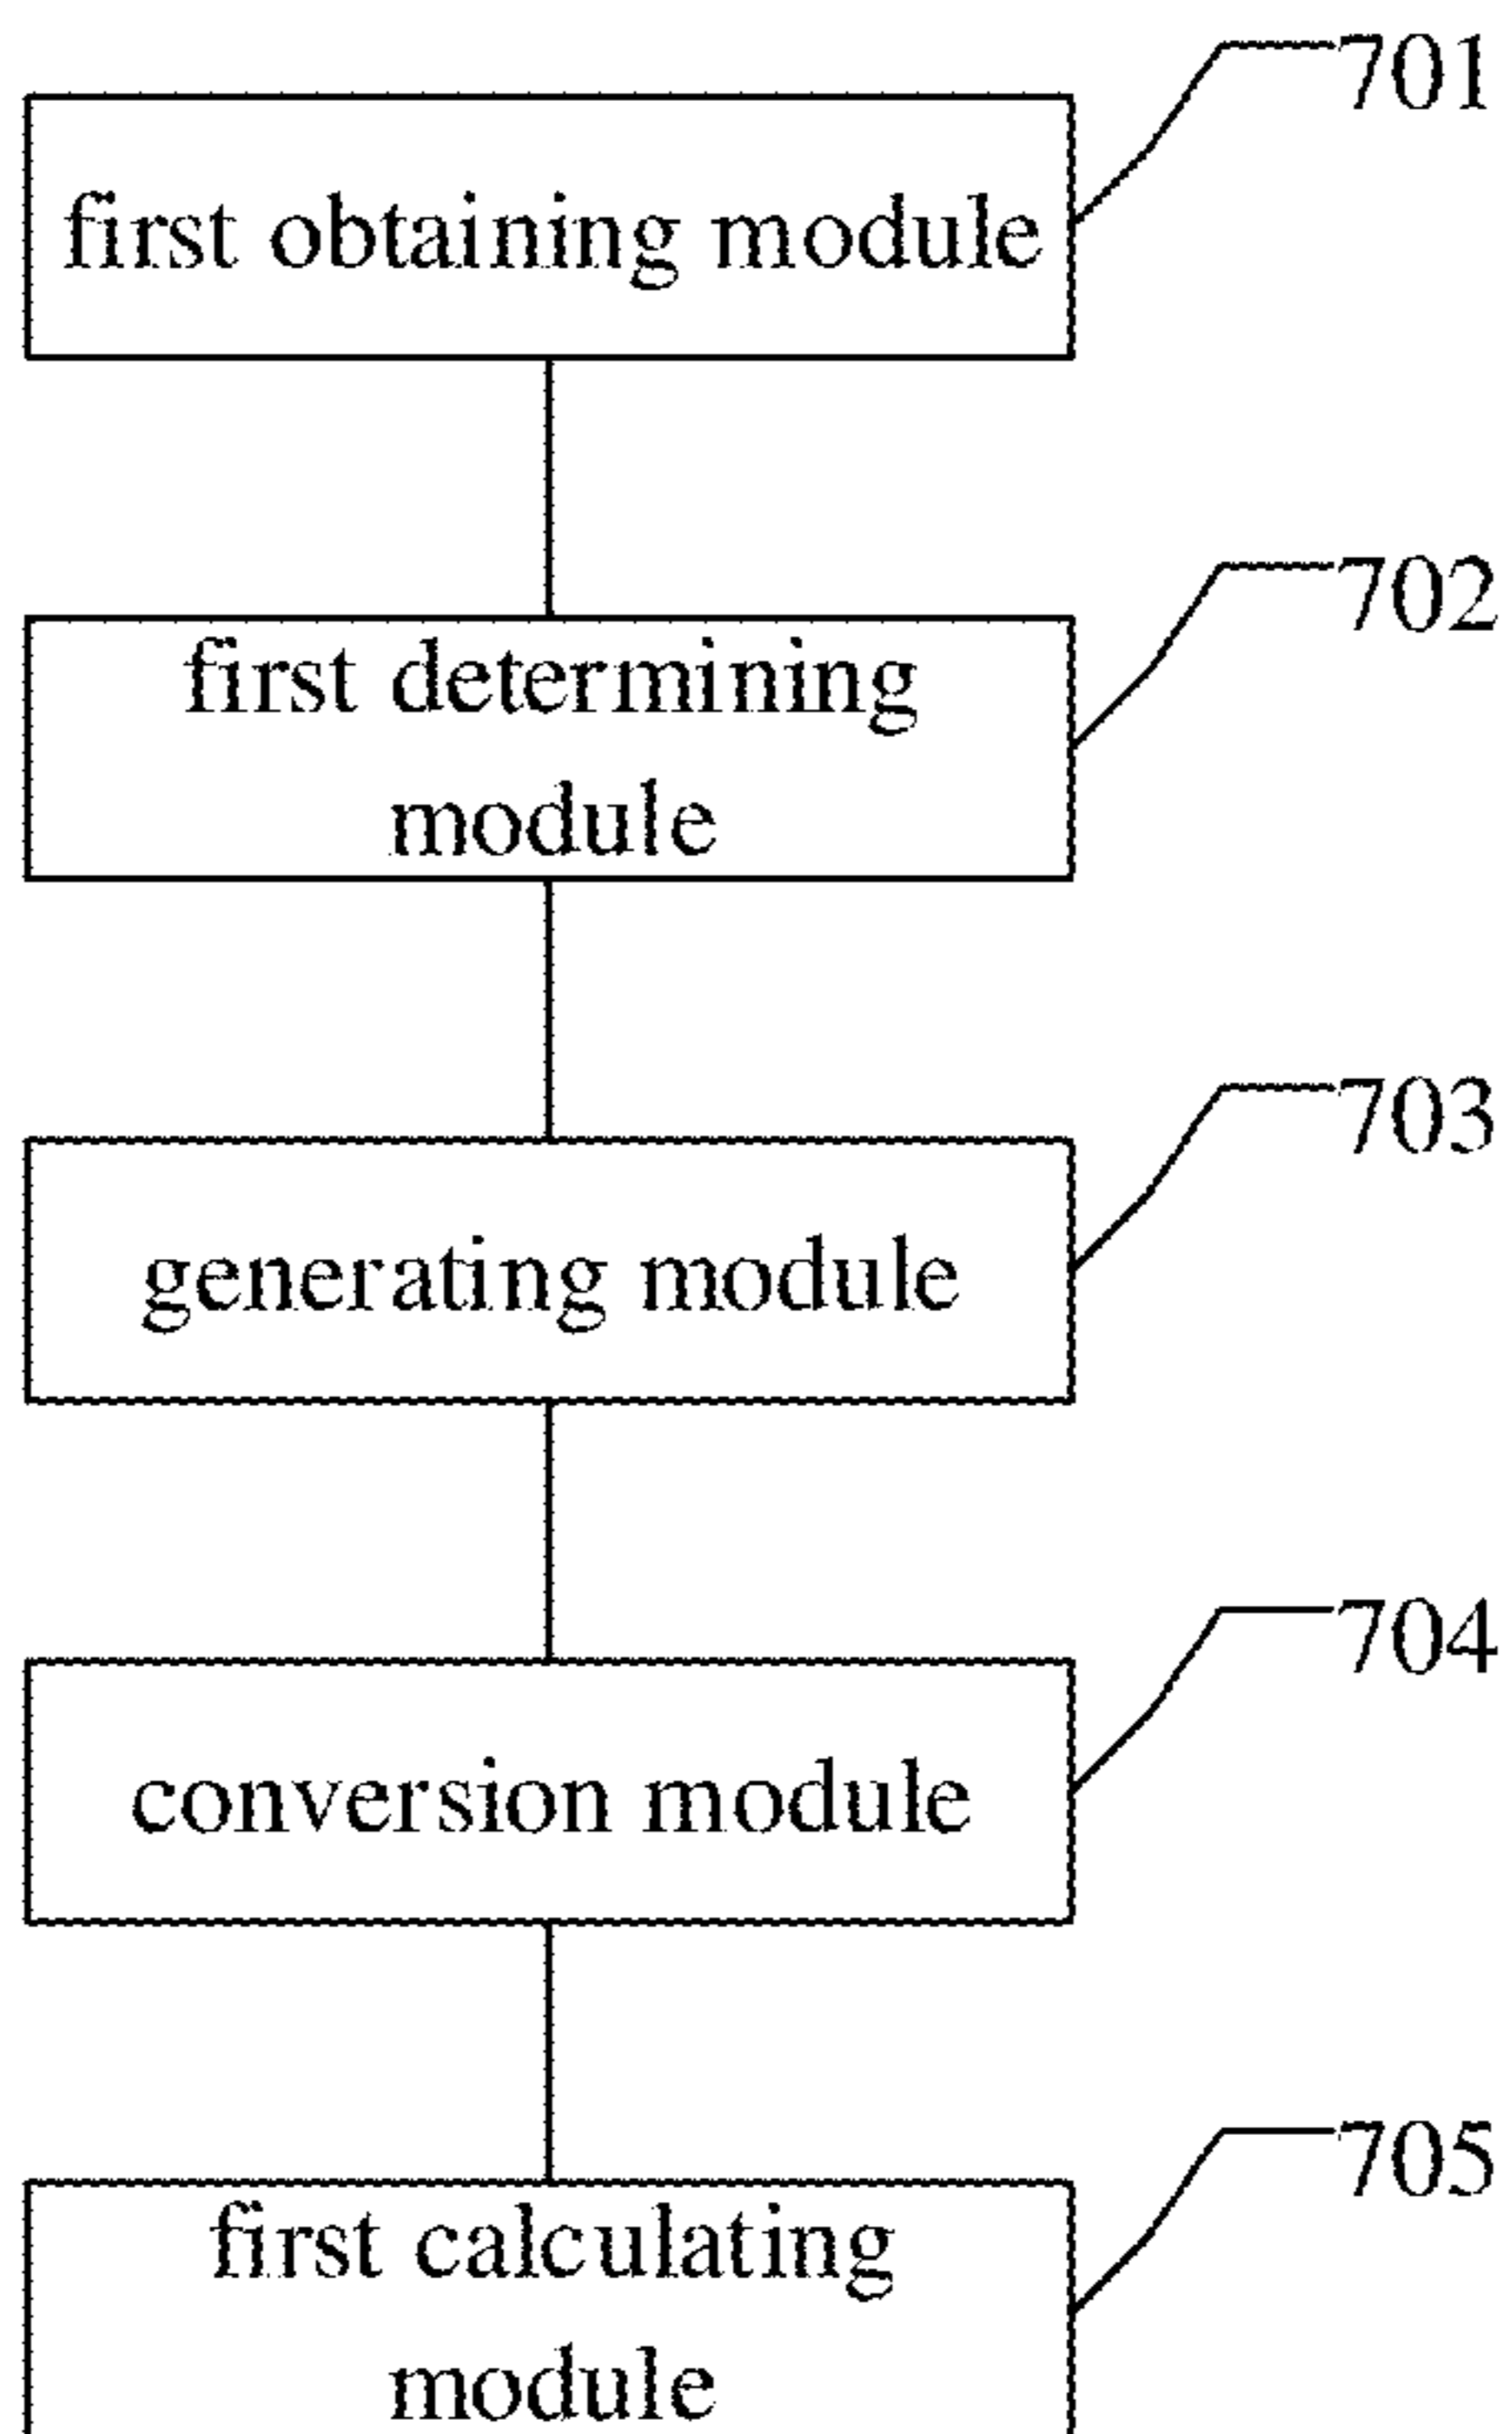 701
first obtaining module
702
first determining
module
703
generating module
704
conversion module
705
first calculating
module